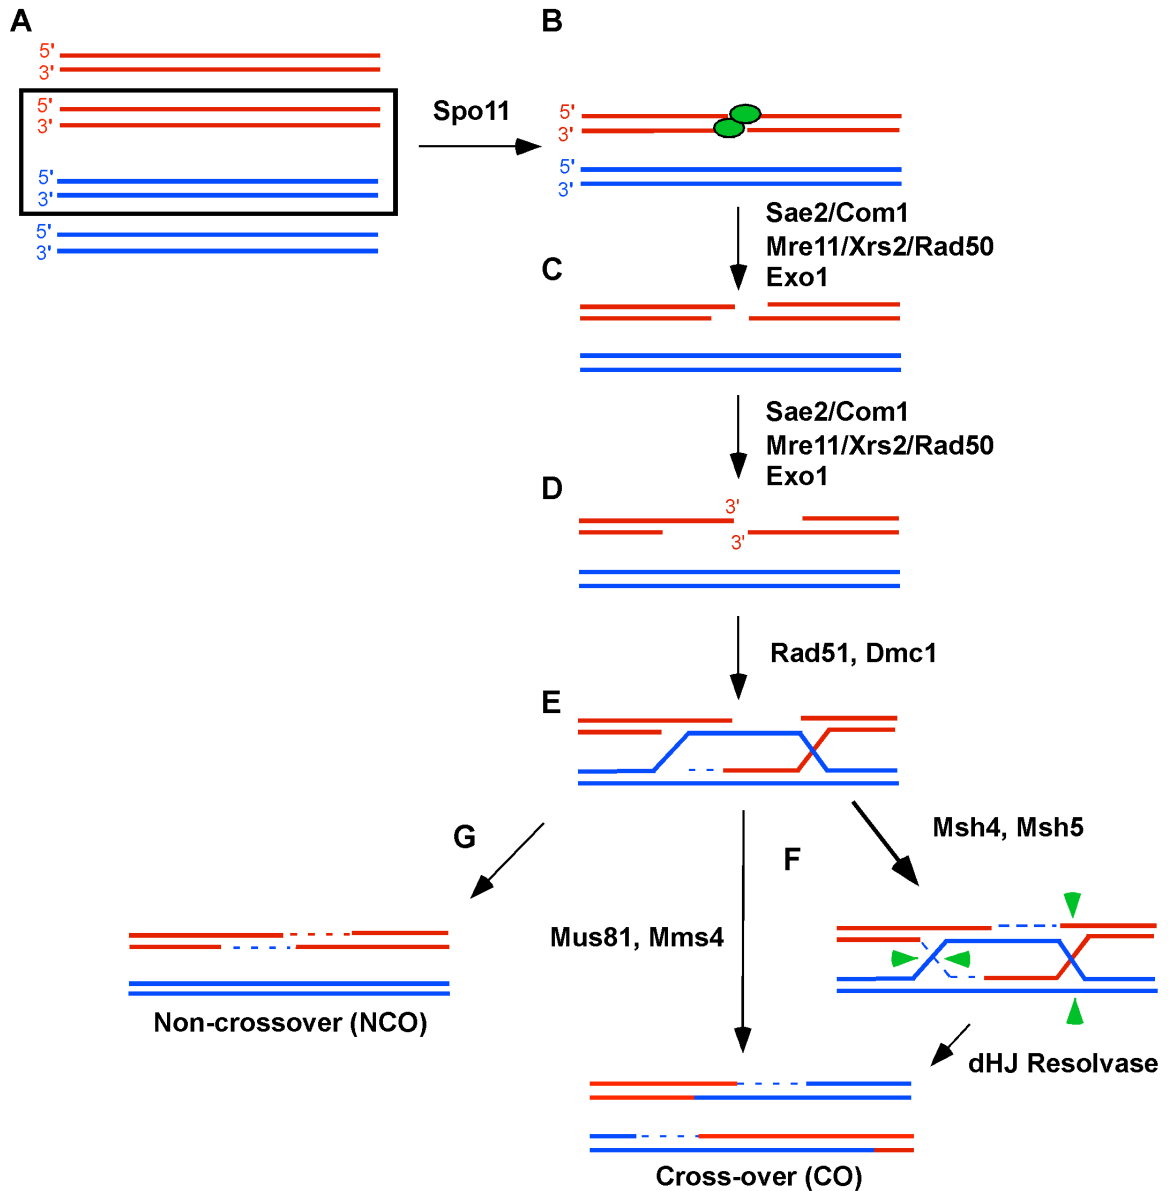 A
B
5'
3'
5'
3'
5'
3'
5'
3'
Spo11
5'
3'
5'
3'
Sae2/Com1
Mre11/Xrs2/Rad50
Exo1
C
Sae2/Com1
Mre11/Xrs2/Rad50
Exo1
D
3'
3'
Rad51, Dmc1
E
G
F
Msh4, Msh5
Mus81, Mms4
Non-crossover (NCO)
dHJ Resolvase
Cross-over (CO)